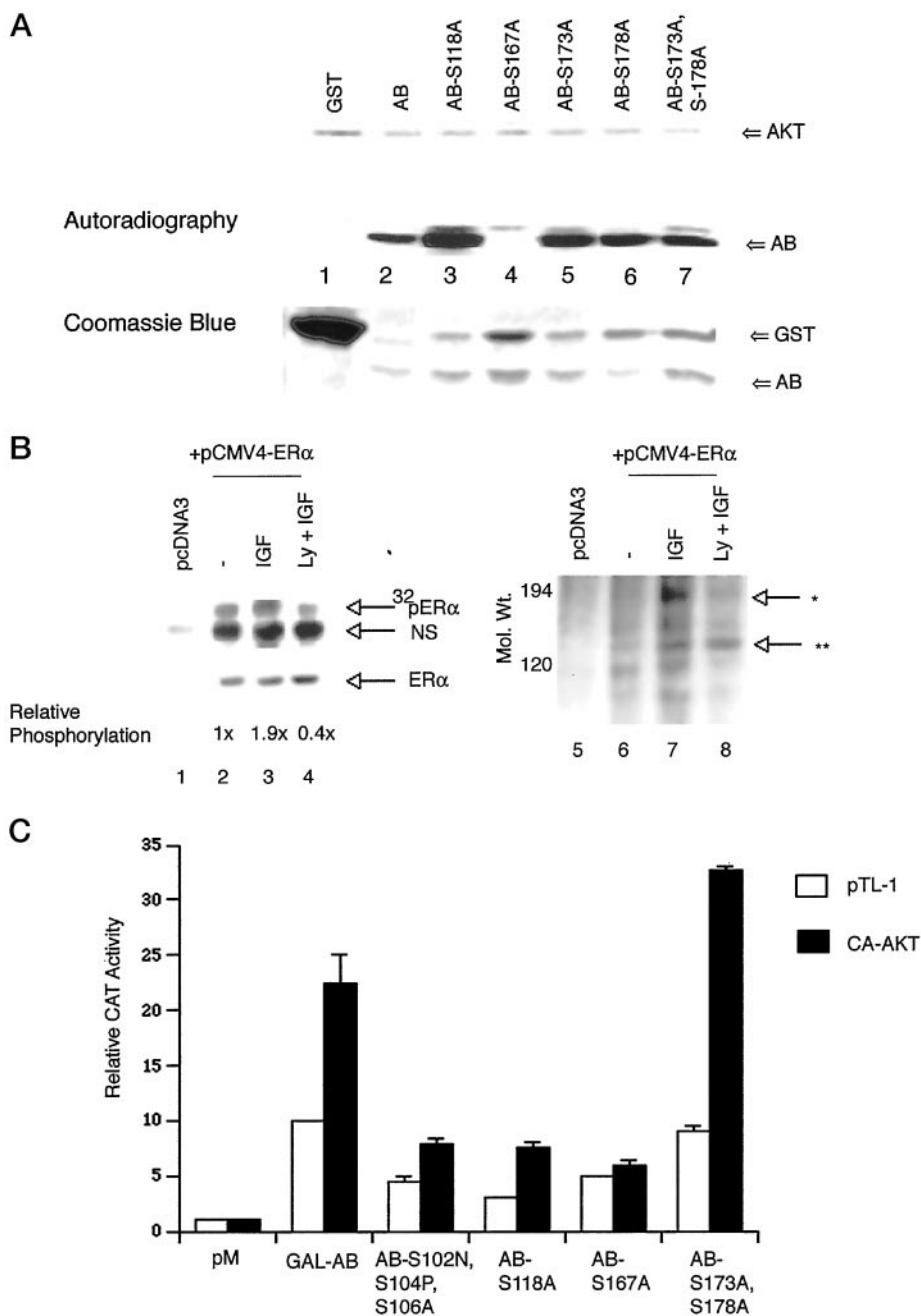 A
GST
AB
AB-S118A
AB-S167A
AB-S173A
AB-S178A
AB-S173A,
S-178A
⇐ AKT
Autoradiography
⇐ AB
1 2 3 4 5 6 7
Coomassie Blue
⇐ GST
⇐ AB
B
+pCMV4-ERα
pcDNA3
-
IGF
Ly + IGF
32
pERα
NS
ERα
Relative
Phosphorylation
1x 1.9x 0.4x
1 2 3 4
+pCMV4-ERα
pcDNA3
-
IGF
Ly + IGF
Mol. Wt.
194
120
*
**
5 6 7 8
C
Relative CAT Activity
35
30
25
20
15
10
5
0
pTL-1
CA-AKT
pM
GAL-AB
AB-S102N,
S104P,
S106A
AB-
S118A
AB-
S167A
AB-
S173A,
S178A